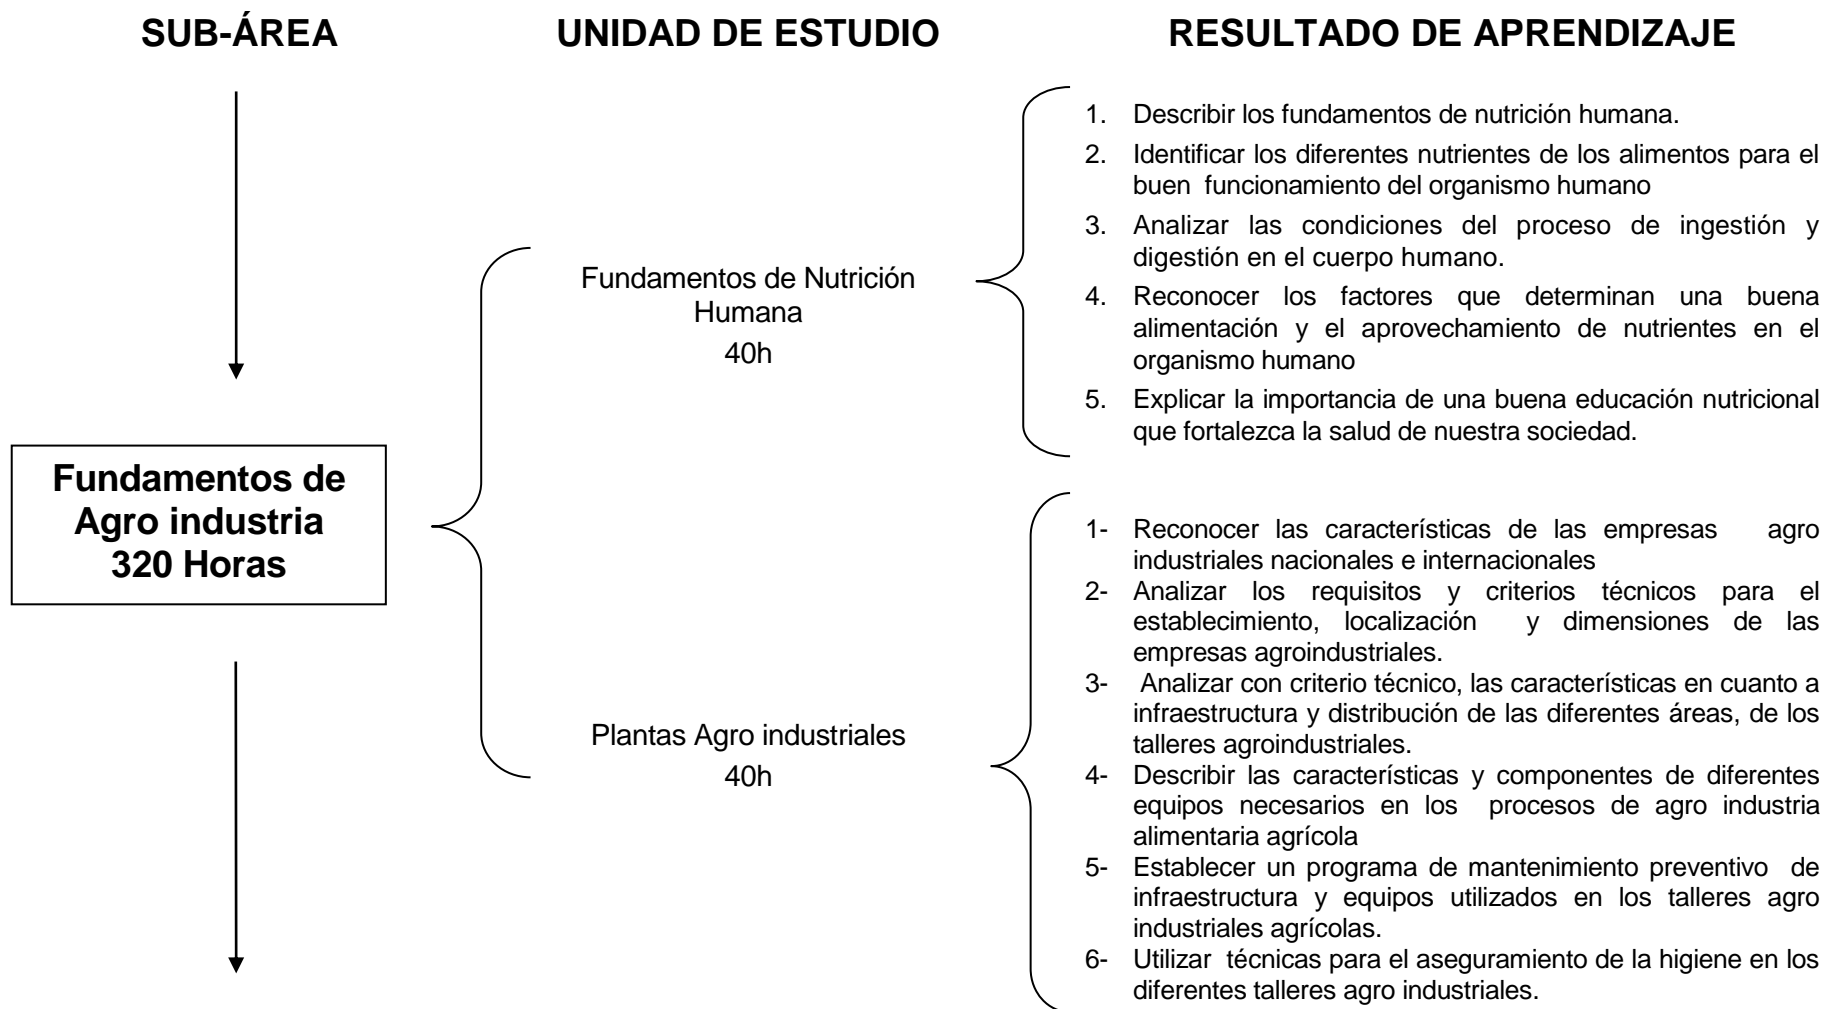 SUB-ÁREA
UNIDAD DE ESTUDIO
RESULTADO DE APRENDIZAJE
Fundamentos de
Agro industria
320 Horas
Fundamentos de Nutrición
Humana
40h
1. Describir los fundamentos de nutrición humana.
2. Identificar los diferentes nutrientes de los alimentos para el
buen funcionamiento del organismo humano
3. Analizar las condiciones del proceso de ingestión y
digestión en el cuerpo humano.
4. Reconocer los factores que determinan una buena
alimentación y el aprovechamiento de nutrientes en el
organismo humano
5. Explicar la importancia de una buena educación nutricional
que fortalezca la salud de nuestra sociedad.
Plantas Agro industriales
40h
1- Reconocer las características de las empresas agro
industriales nacionales e internacionales
2- Analizar los requisitos y criterios técnicos para el
establecimiento, localización y dimensiones de las
empresas agroindustriales.
3- Analizar con criterio técnico, las características en cuanto a
infraestructura y distribución de las diferentes áreas, de los
talleres agroindustriales.
4- Describir las características y componentes de diferentes
equipos necesarios en los procesos de agro industria
alimentaria agrícola
5- Establecer un programa de mantenimiento preventivo de
infraestructura y equipos utilizados en los talleres agro
industriales agrícolas.
6- Utilizar técnicas para el aseguramiento de la higiene en los
diferentes talleres agro industriales.